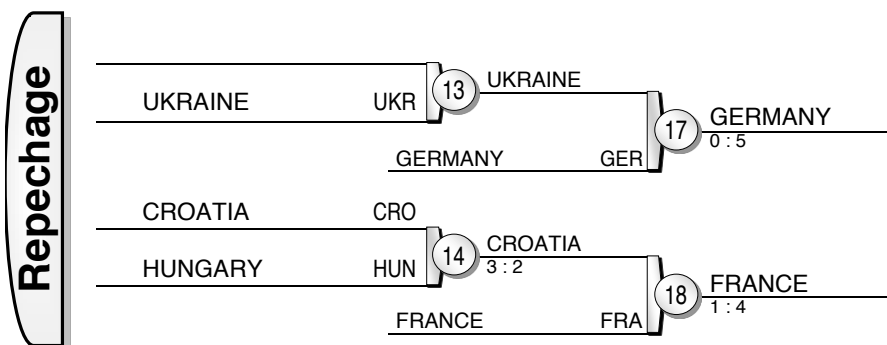 Repechage
UKRAINE UKR
13
UKRAINE
GERMANY GER
17
GERMANY
0 : 5
CROATIA CRO
HUNGARY HUN
14
CROATIA
3 : 2
FRANCE FRA
18
FRANCE
1 : 4